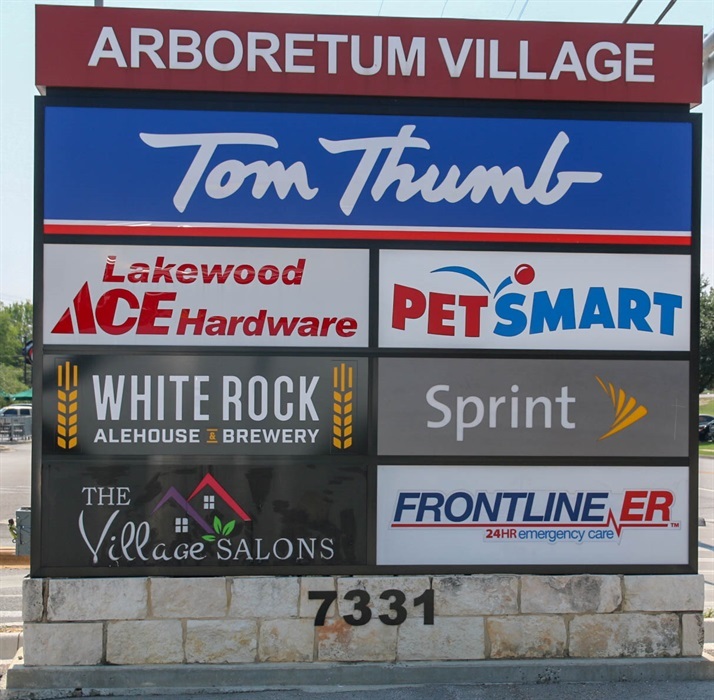 ARBORETUM VILLAGE
Tom Thumb
Lakewood
ACE Hardware
PETSMART
WHITE ROCK
ALEHOUSE & BREWERY
Sprint
THE
Village SALONS
FRONTLINE ER
TM
24HR emergency care
7331